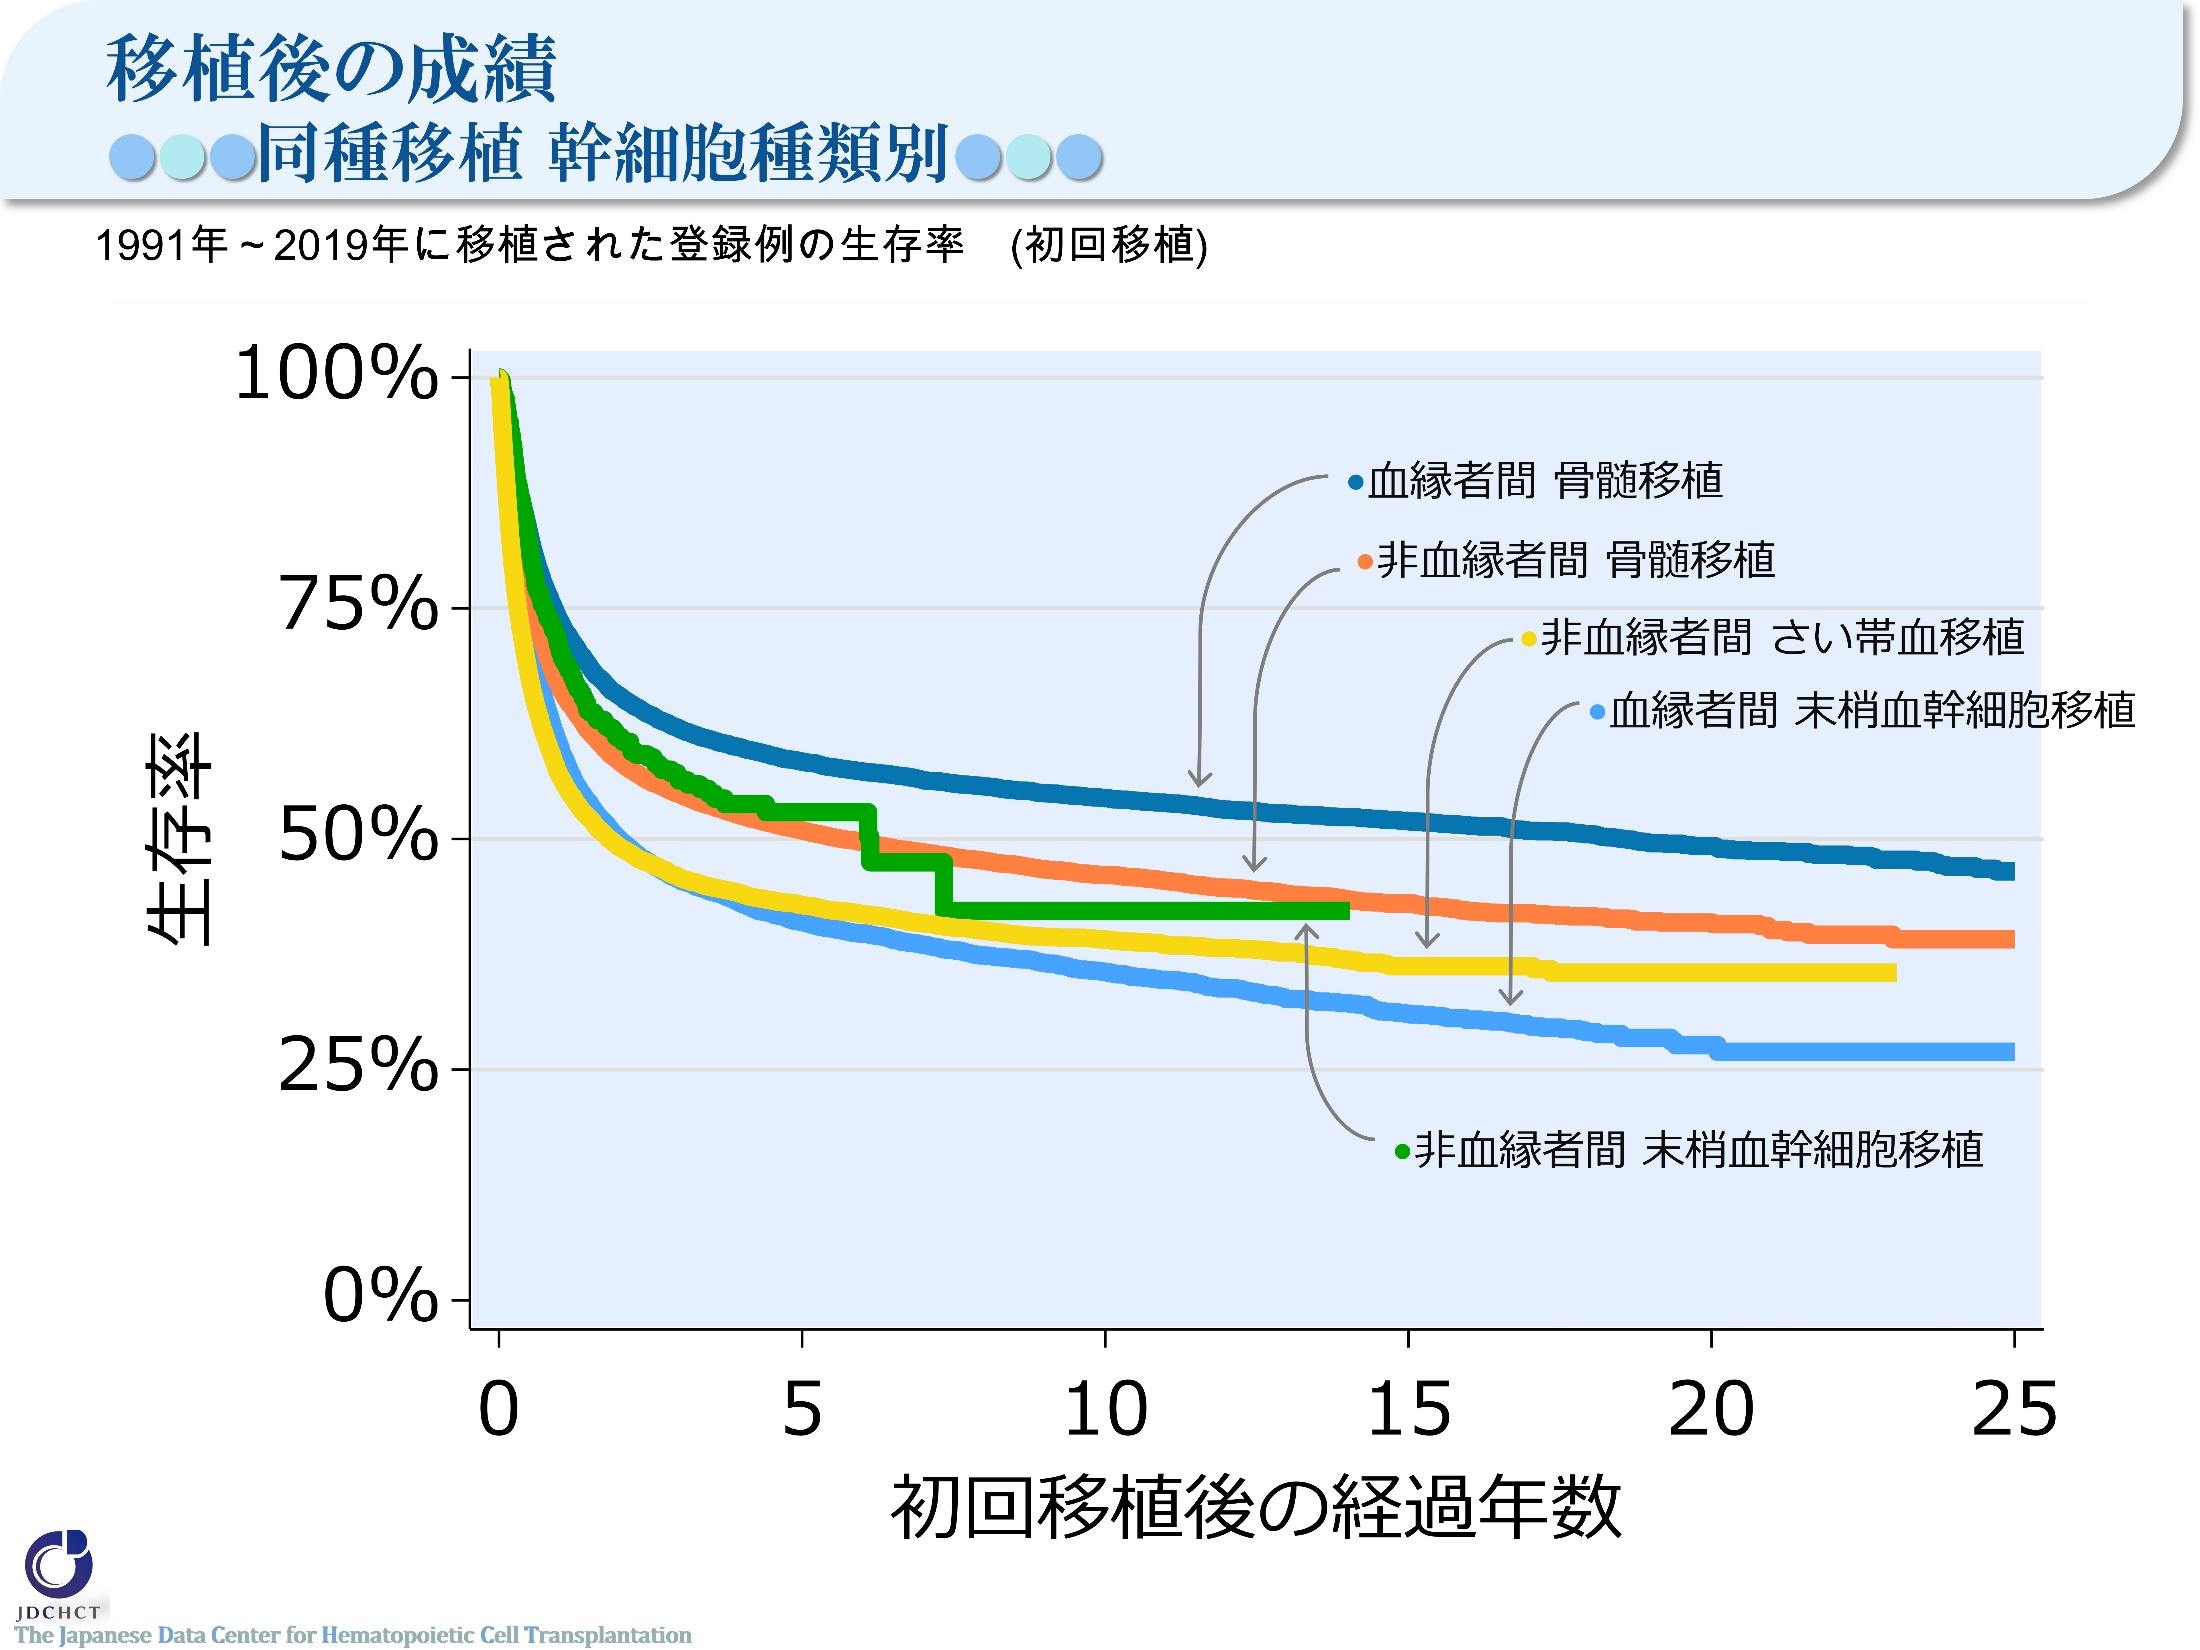 移植後の成績
●●●同種移植 幹細胞種類別●●●
1991年～2019年に移植された登録例の生存率　(初回移植)
100%
75%
50%
25%
0%
生存率
●血縁者間 骨髄移植
●非血縁者間 骨髄移植
●非血縁者間 さい帯血移植
●血縁者間 末梢血幹細胞移植
●非血縁者間 末梢血幹細胞移植
0 5 10 15 20 25
初回移植後の経過年数
JDCHCT
The Japanese Data Center for Hematopoietic Cell Transplantation